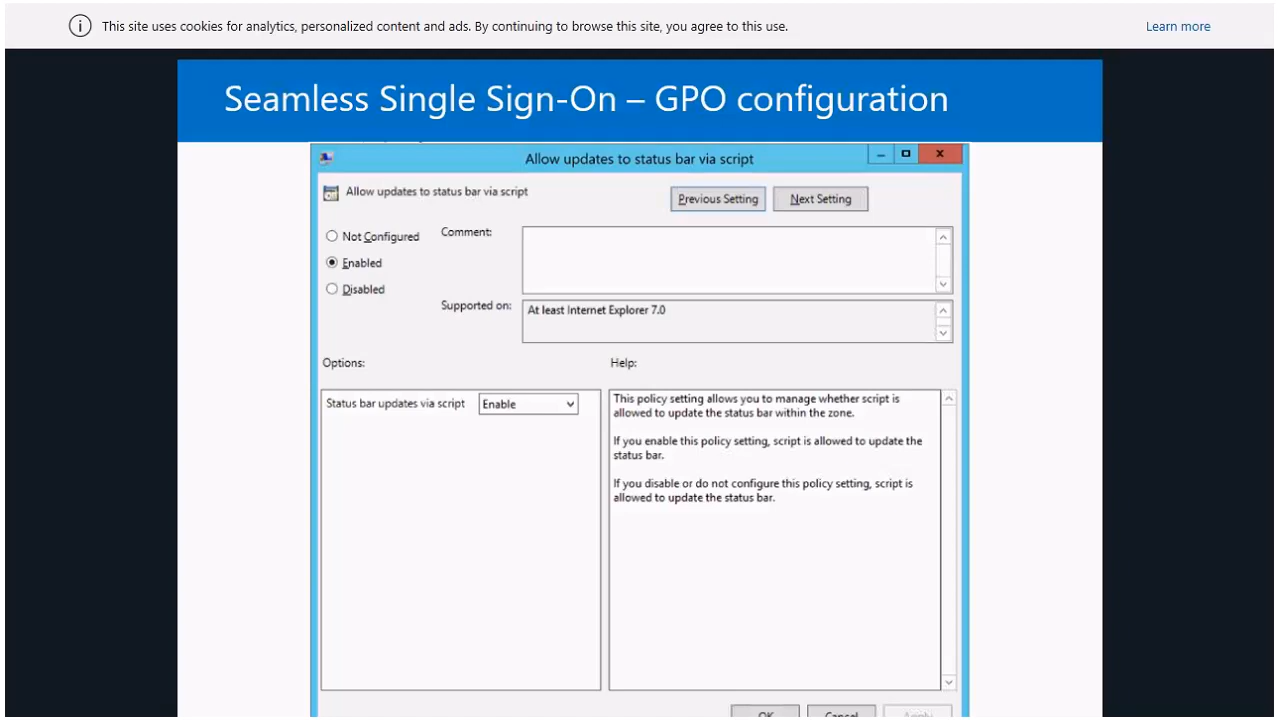 This site uses cookies for analytics, personalized content and ads. By continuing to browse this site, you agree to this use.
Learn more
Seamless Single Sign-On – GPO configuration
Allow updates to status bar via script
Allow updates to status bar via script
Previous Setting
Next Setting
Not Configured
Comment:
Enabled
Disabled
Supported on:
At least Internet Explorer 7.0
Options:
Help:
Status bar updates via script
Enable
This policy setting allows you to manage whether script is
allowed to update the status bar within the zone.
If you enable this policy setting, script is allowed to update the
status bar.
If you disable or do not configure this policy setting, script is
allowed to update the status bar.
OK
Cancel
Apply